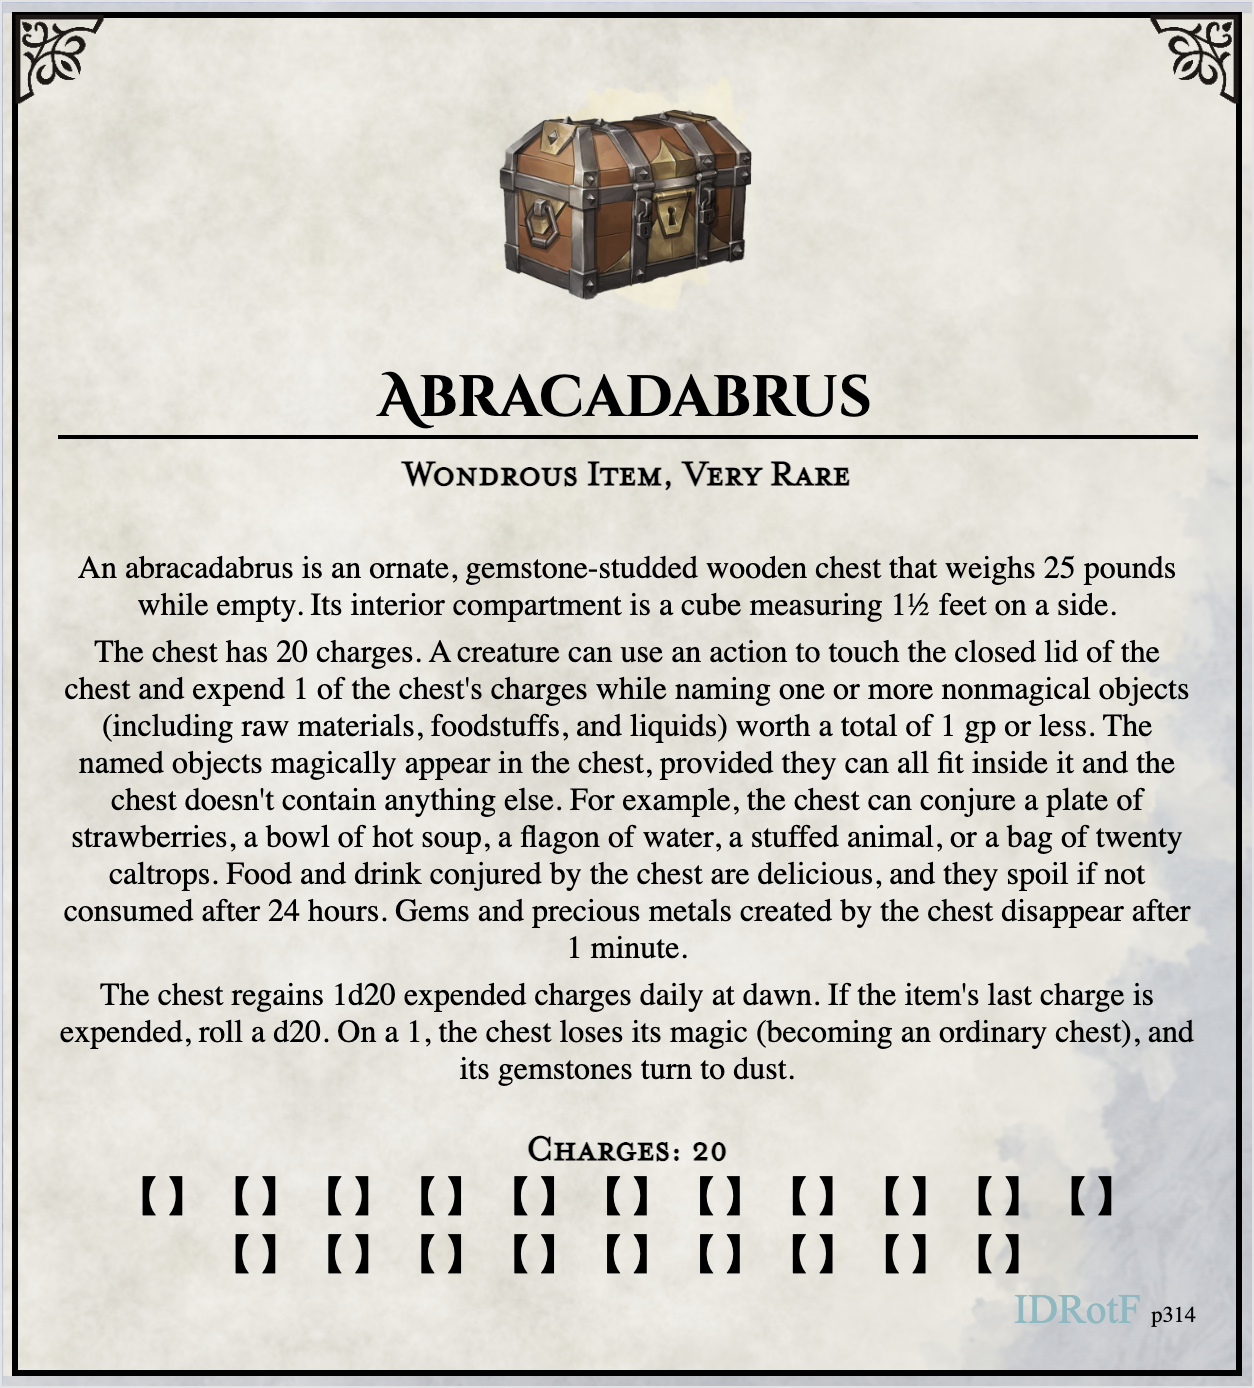 Abracadabrus
Wondrous Item, Very Rare
An abracadabrus is an ornate, gemstone-studded wooden chest that weighs 25 pounds
while empty. Its interior compartment is a cube measuring 1½ feet on a side.
The chest has 20 charges. A creature can use an action to touch the closed lid of the
chest and expend 1 of the chest's charges while naming one or more nonmagical objects
(including raw materials, foodstuffs, and liquids) worth a total of 1 gp or less. The
named objects magically appear in the chest, provided they can all fit inside it and the
chest doesn't contain anything else. For example, the chest can conjure a plate of
strawberries, a bowl of hot soup, a flagon of water, a stuffed animal, or a bag of twenty
caltrops. Food and drink conjured by the chest are delicious, and they spoil if not
consumed after 24 hours. Gems and precious metals created by the chest disappear after
1 minute.
The chest regains 1d20 expended charges daily at dawn. If the item's last charge is
expended, roll a d20. On a 1, the chest loses its magic (becoming an ordinary chest), and
its gemstones turn to dust.
Charges: 20
【 】 【 】 【 】 【 】 【 】 【 】 【 】 【 】 【 】 【 】 【 】
【 】 【 】 【 】 【 】 【 】 【 】 【 】 【 】 【 】
IDRotF p314